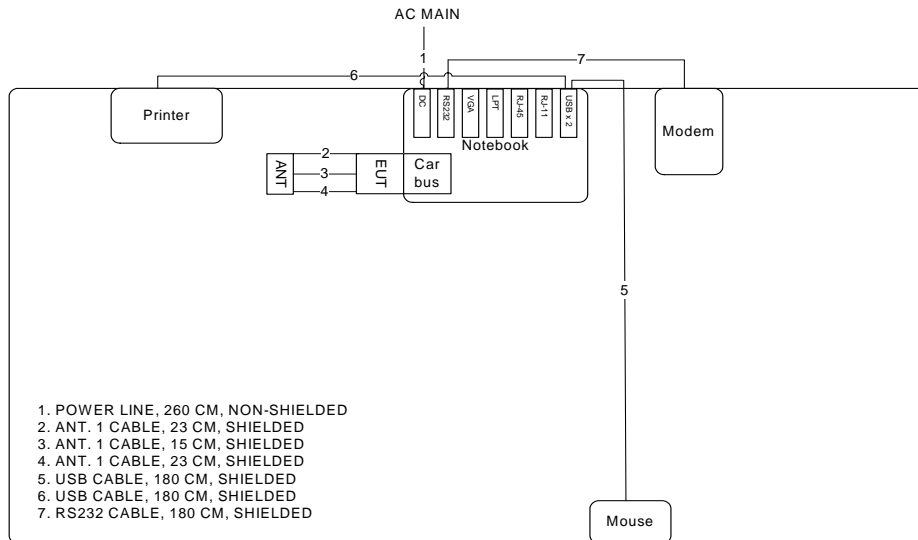 AC MAIN
1
7
6
Printer
DC
RS232
VGA
LPT
RJ-45
RJ-11
USB x 2
Modem
Notebook
ANT
2
3
4
EUT
Car
bus
5
1. POWER LINE, 260 CM, NON-SHIELDED
2. ANT. 1 CABLE, 23 CM, SHIELDED
3. ANT. 1 CABLE, 15 CM, SHIELDED
4. ANT. 1 CABLE, 23 CM, SHIELDED
5. USB CABLE, 180 CM, SHIELDED
6. USB CABLE, 180 CM, SHIELDED
7. RS232 CABLE, 180 CM, SHIELDED
Mouse